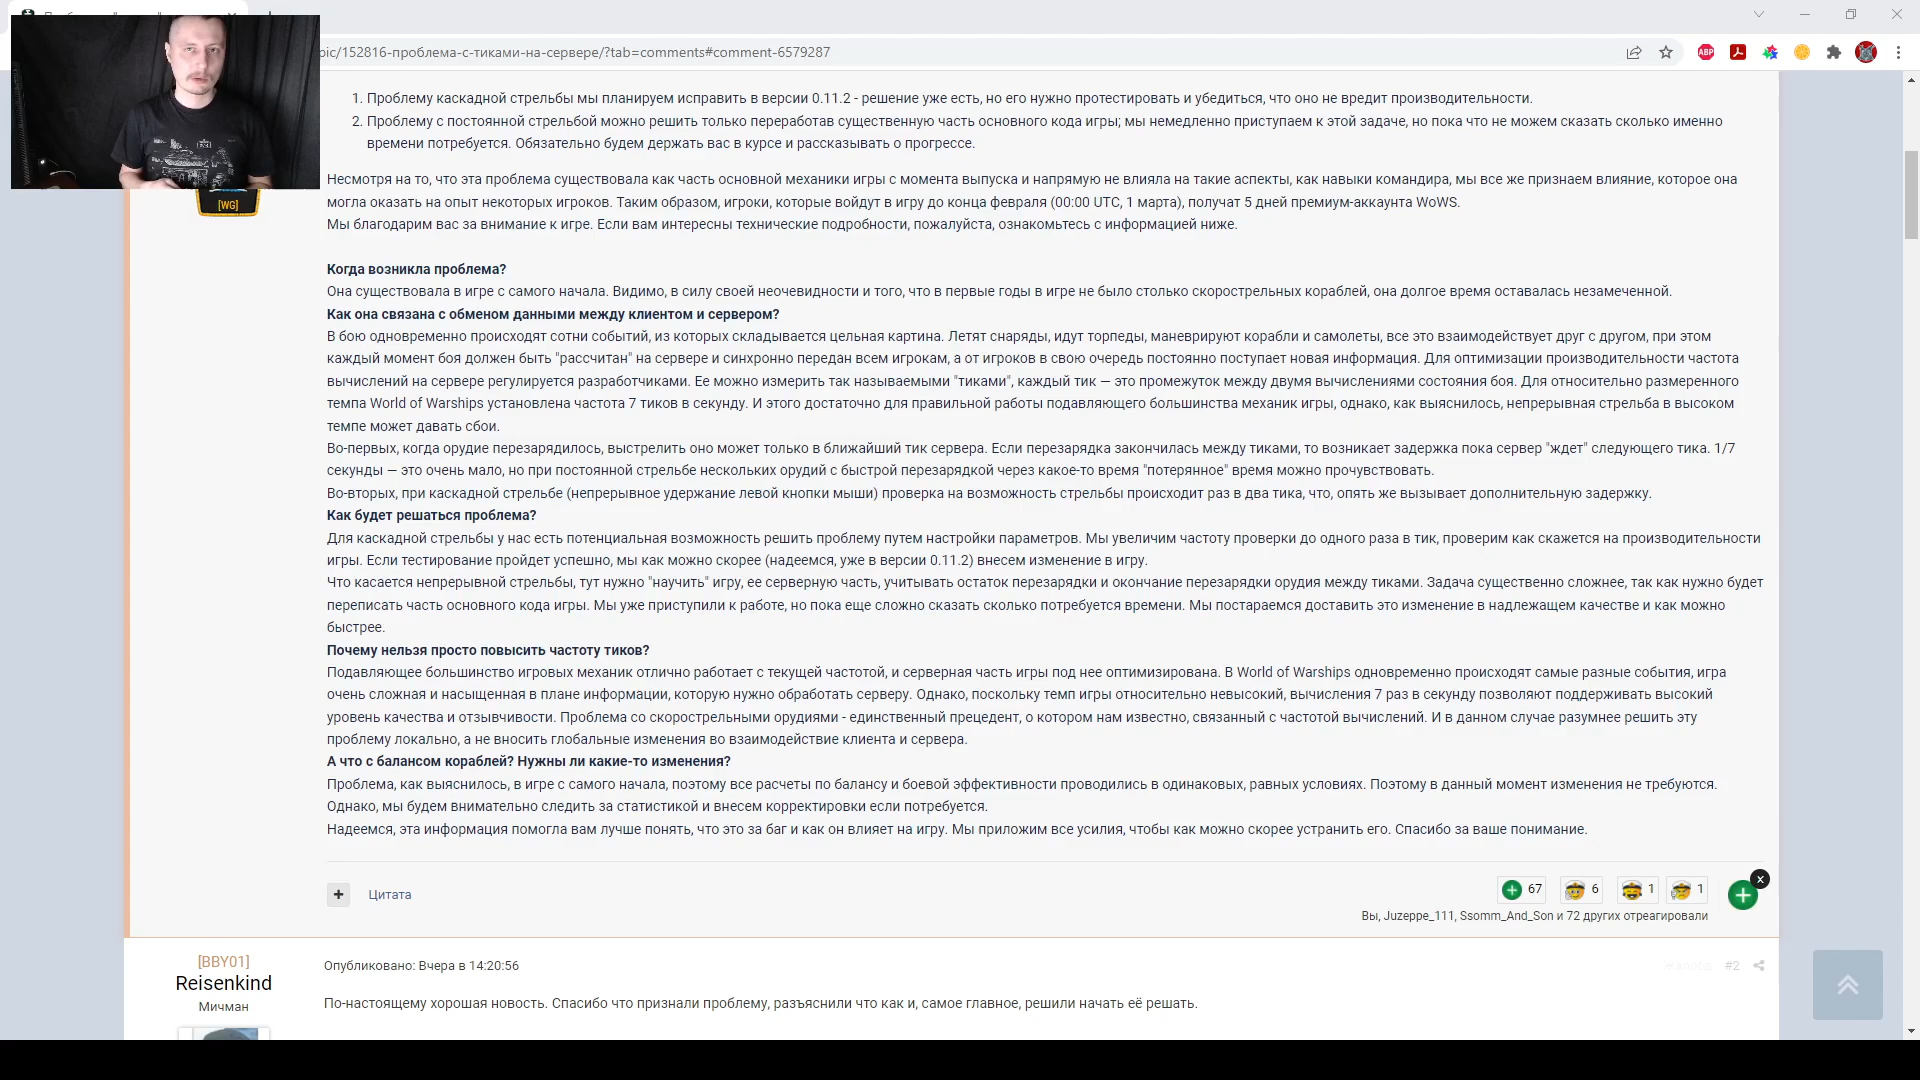 pic/152816-проблема-с-тиками-на-сервере/?tab=comments#comment-6579287
ABP
1. Проблему каскадной стрельбы мы планируем исправить в версии 0.11.2 - решение уже есть, но его нужно протестировать и убедиться, что оно не вредит производительности.
2. Проблему с постоянной стрельбой можно решить только переработав существенную часть основного кода игры; мы немедленно приступаем к этой задаче, но пока что не можем сказать сколько именно
времени потребуется. Обязательно будем держать вас в курсе и рассказывать о прогрессе.
[WG]
Несмотря на то, что эта проблема существовала как часть основной механики игры с момента выпуска и напрямую не влияла на такие аспекты, как навыки командира, мы все же признаем влияние, которое она
могла оказать на опыт некоторых игроков. Таким образом, игроки, которые войдут в игру до конца февраля (00:00 UTC, 1 марта), получат 5 дней премиум-аккаунта WoWS.
Мы благодарим вас за внимание к игре. Если вам интересны технические подробности, пожалуйста, ознакомьтесь с информацией ниже.
Когда возникла проблема?
Она существовала в игре с самого начала. Видимо, в силу своей неочевидности и того, что в первые годы в игре не было столько скорострельных кораблей, она долгое время оставалась незамеченной.
Как она связана с обменом данными между клиентом и сервером?
В бою одновременно происходят сотни событий, из которых складывается цельная картина. Летят снаряды, идут торпеды, маневрируют корабли и самолеты, все это взаимодействует друг с другом, при этом
каждый момент боя должен быть "рассчитан" на сервере и синхронно передан всем игрокам, а от игроков в свою очередь постоянно поступает новая информация. Для оптимизации производительности частота
вычислений на сервере регулируется разработчиками. Ее можно измерить так называемыми "тиками", каждый тик — это промежуток между двумя вычислениями состояния боя. Для относительно размеренного
темпа World of Warships установлена частота 7 тиков в секунду. И этого достаточно для правильной работы подавляющего большинства механик игры, однако, как выяснилось, непрерывная стрельба в высоком
темпе может давать сбои.
Во-первых, когда орудие перезарядилось, выстрелить оно может только в ближайший тик сервера. Если перезарядка закончилась между тиками, то возникает задержка пока сервер "ждет" следующего тика. 1/7
секунды — это очень мало, но при постоянной стрельбе нескольких орудий с быстрой перезарядкой через какое-то время "потерянное" время можно прочувствовать.
Во-вторых, при каскадной стрельбе (непрерывное удержание левой кнопки мыши) проверка на возможность стрельбы происходит раз в два тика, что, опять же вызывает дополнительную задержку.
Как будет решаться проблема?
Для каскадной стрельбы у нас есть потенциальная возможность решить проблему путем настройки параметров. Мы увеличим частоту проверки до одного раза в тик, проверим как скажется на производительности
игры. Если тестирование пройдет успешно, мы как можно скорее (надеемся, уже в версии 0.11.2) внесем изменение в игру.
Что касается непрерывной стрельбы, тут нужно "научить" игру, ее серверную часть, учитывать остаток перезарядки и окончание перезарядки орудия между тиками. Задача существенно сложнее, так как нужно будет
переписать часть основного кода игры. Мы уже приступили к работе, но пока еще сложно сказать сколько потребуется времени. Мы постараемся доставить это изменение в надлежащем качестве и как можно
быстрее.
Почему нельзя просто повысить частоту тиков?
Подавляющее большинство игровых механик отлично работает с текущей частотой, и серверная часть игры под нее оптимизирована. В World of Warships одновременно происходят самые разные события, игра
очень сложная и насыщенная в плане информации, которую нужно обработать серверу. Однако, поскольку темп игры относительно невысокий, вычисления 7 раз в секунду позволяют поддерживать высокий
уровень качества и отзывчивости. Проблема со скорострельными орудиями - единственный прецедент, о котором нам известно, связанный с частотой вычислений. И в данном случае разумнее решить эту
проблему локально, а не вносить глобальные изменения во взаимодействие клиента и сервера.
А что с балансом кораблей? Нужны ли какие-то изменения?
Проблема, как выяснилось, в игре с самого начала, поэтому все расчеты по балансу и боевой эффективности проводились в одинаковых, равных условиях. Поэтому в данный момент изменения не требуются.
Однако, мы будем внимательно следить за статистикой и внесем корректировки если потребуется.
Надеемся, эта информация помогла вам лучше понять, что это за баг и как он влияет на игру. Мы приложим все усилия, чтобы как можно скорее устранить его. Спасибо за ваше понимание.
Цитата
67 6 1 1
Вы, Juzeppe_111, Ssomm_And_Son и 72 других отреагировали
[BBY01]
Reisenkind
Мичман
Опубликовано: Вчера в 14:20:56
Жалоба #2
По-настоящему хорошая новость. Спасибо что признали проблему, разъяснили что как и, самое главное, решили начать её решать.